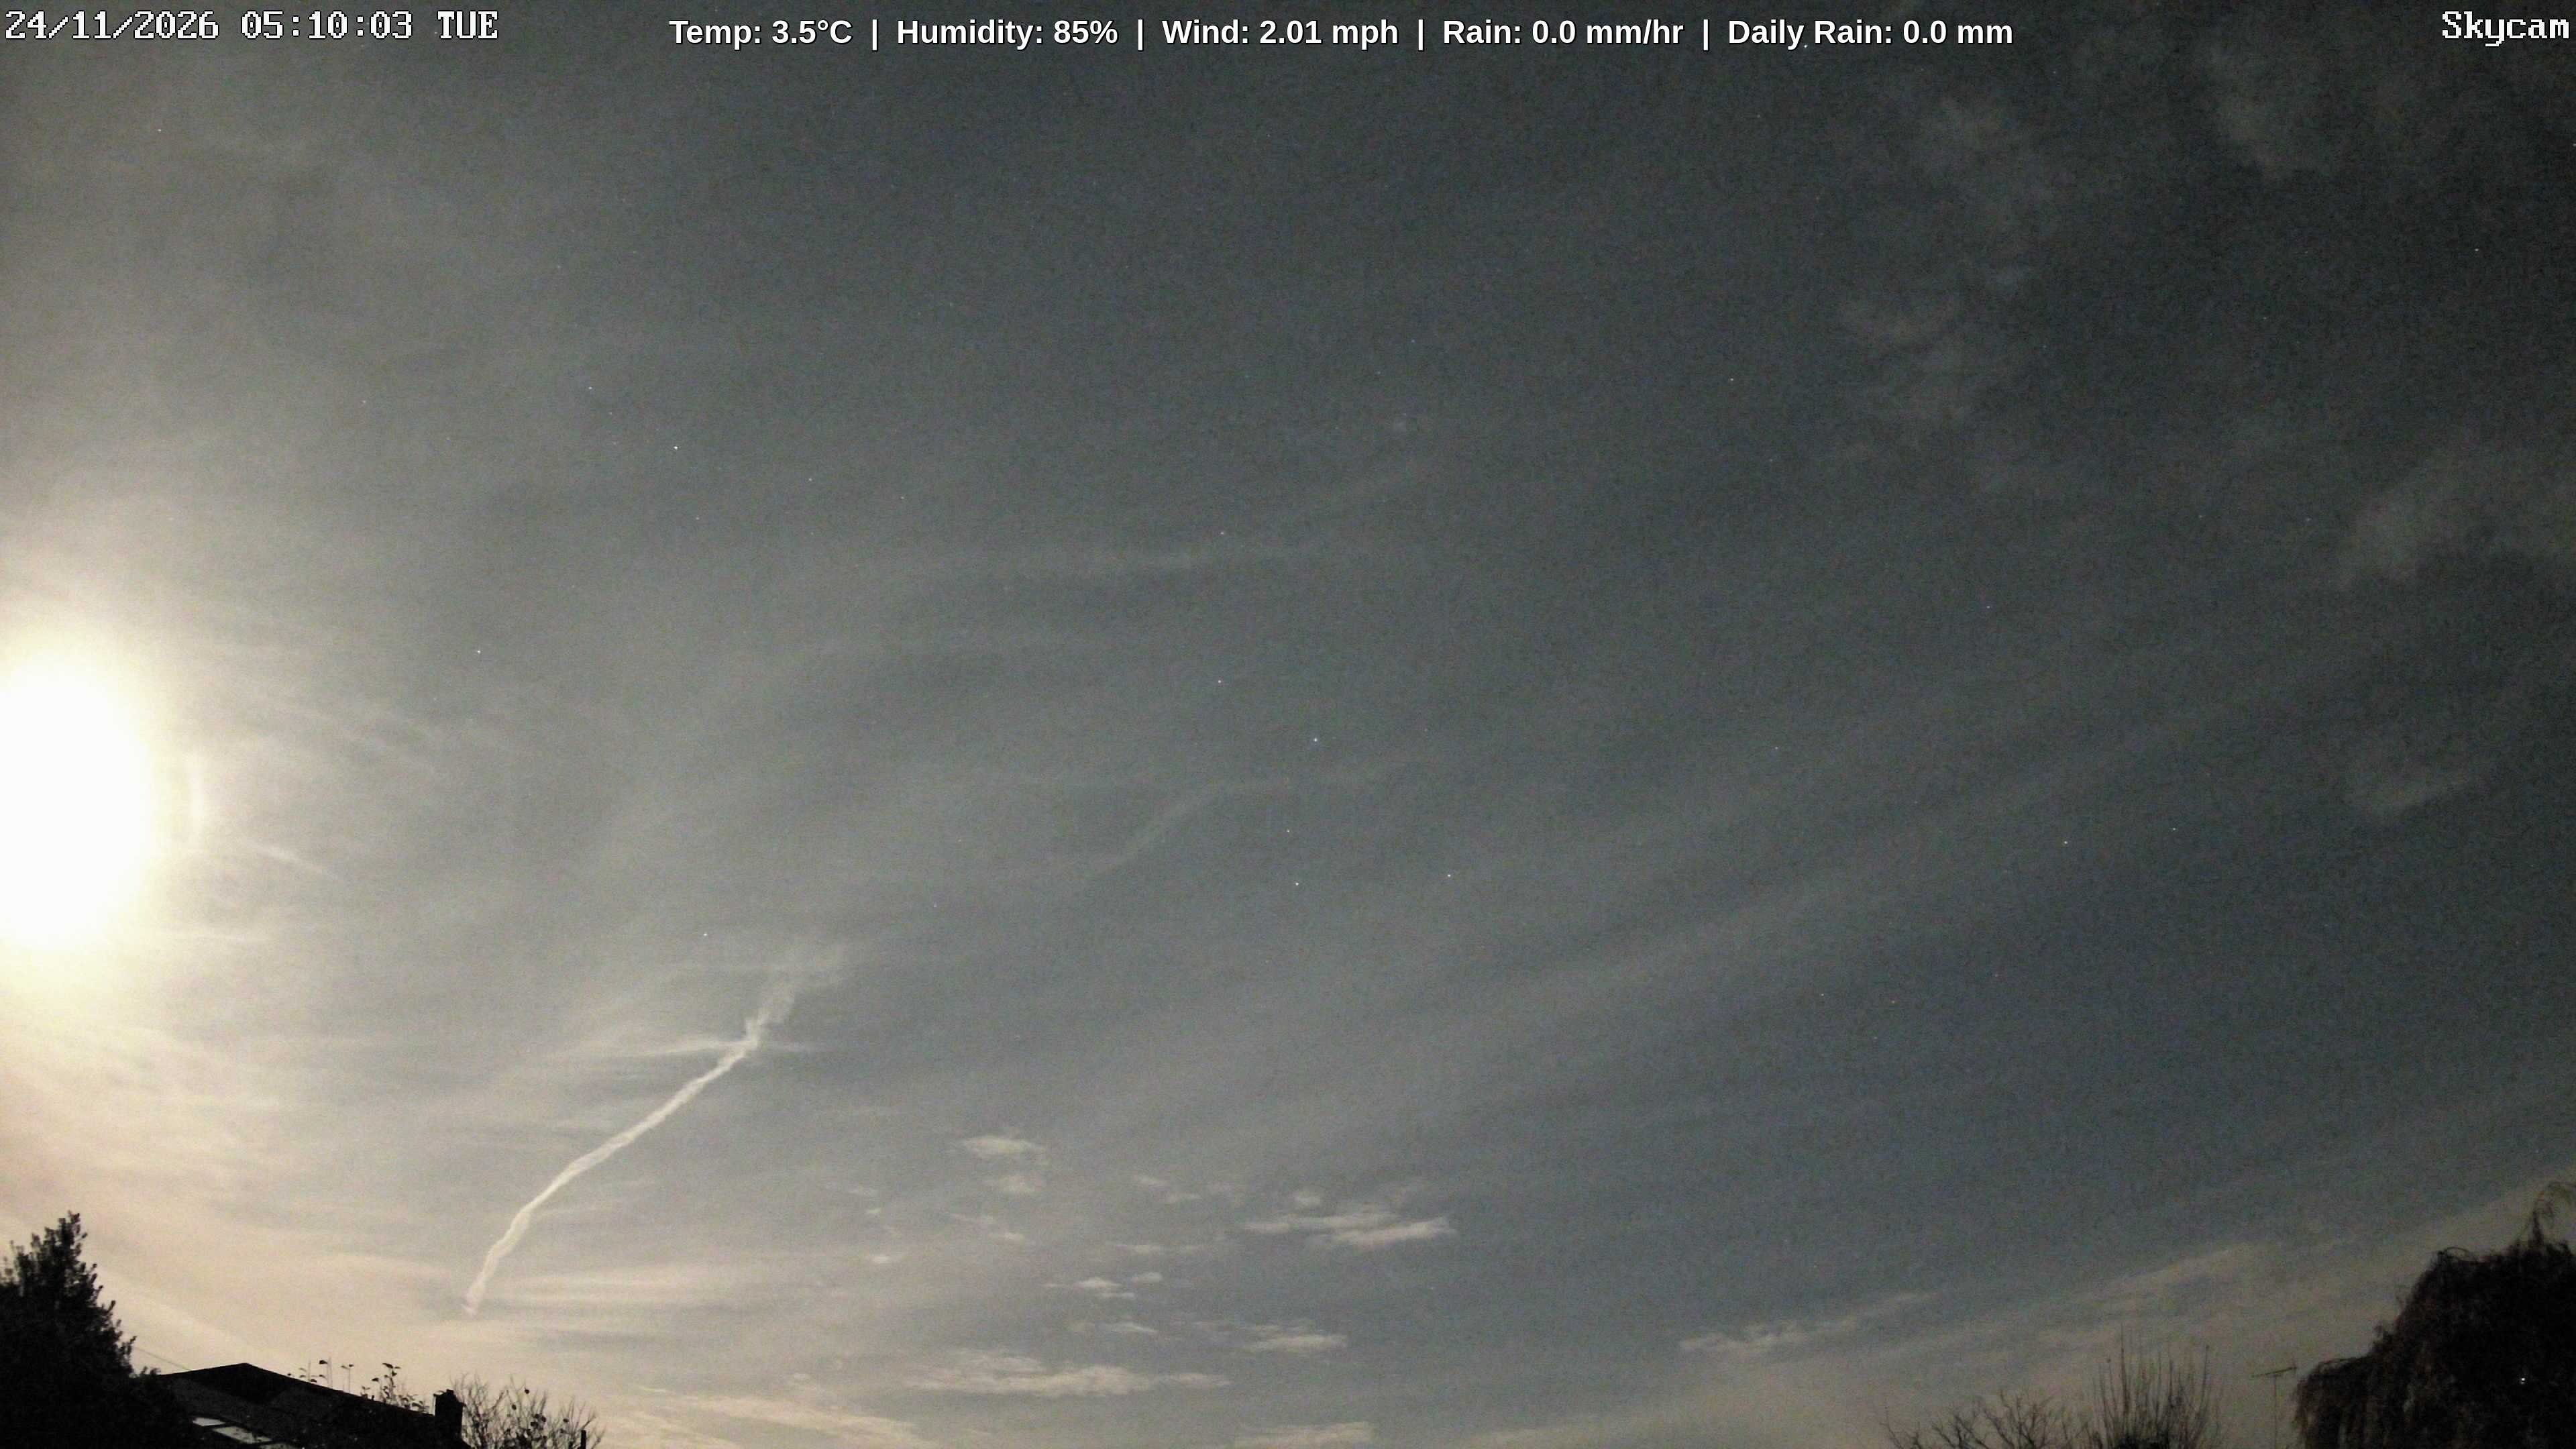 24/11/2026 05:10:03 TUE
Temp: 3.5°C | Humidity: 85% | Wind: 2.01 mph | Rain: 0.0 mm/hr | Daily Rain: 0.0 mm
Skycam